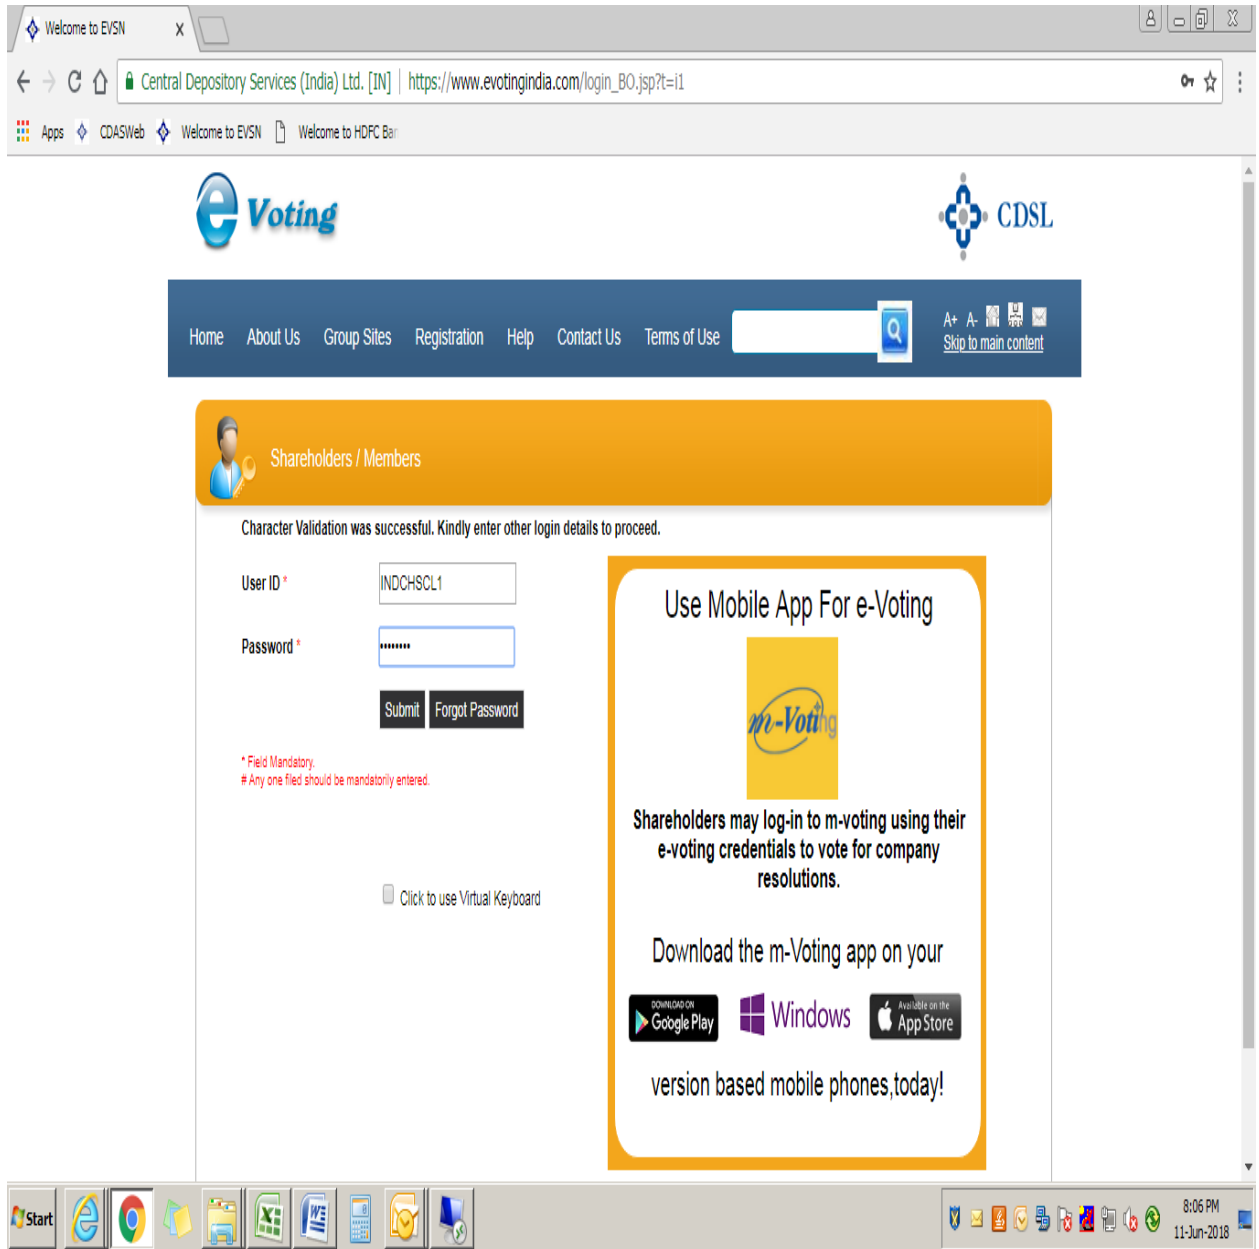 Welcome to EVSN x
Central Depository Services (India) Ltd. [IN] | https://www.evotingindia.com/login_BO.jsp?t=i1
Apps CDASWeb Welcome to EVSN Welcome to HDFC Ban
e Voting
CDSL
Home About Us Group Sites Registration Help Contact Us Terms of Use
A+ A-
Skip to main content
Shareholders / Members
Character Validation was successful. Kindly enter other login details to proceed.
User ID * INDCHSCL1
Password * ••••••••
Submit Forgot Password
* Field Mandatory.
# Any one filed should be mandatorily entered.
Click to use Virtual Keyboard
Use Mobile App For e-Voting
m-Voting
Shareholders may log-in to m-voting using their
e-voting credentials to vote for company
resolutions.
Download the m-Voting app on your
DOWNLOAD ON
Google Play
Windows
Available on the
App Store
version based mobile phones,today!
Start
8:06 PM
11-Jun-2018